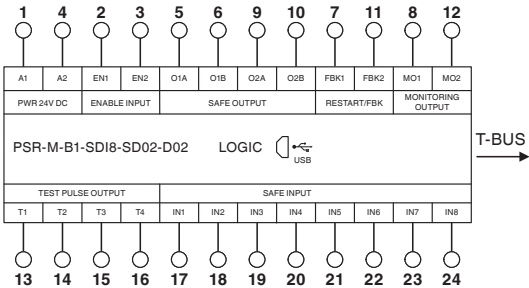 1 4 2 3 5 6 9 10 7 11 8 12
A1 A2 EN1 EN2 O1A O1B O2A O2B FBK1 FBK2 MO1 MO2
PWR 24V DC ENABLE INPUT SAFE OUTPUT RESTART/FBK MONITORING
OUTPUT
T-BUS
PSR-M-B1-SDI8-SD02-D02 LOGIC
USB
TEST PULSE OUTPUT SAFE INPUT
T1 T2 T3 T4 IN1 IN2 IN3 IN4 IN5 IN6 IN7 IN8
13 14 15 16 17 18 19 20 21 22 23 24